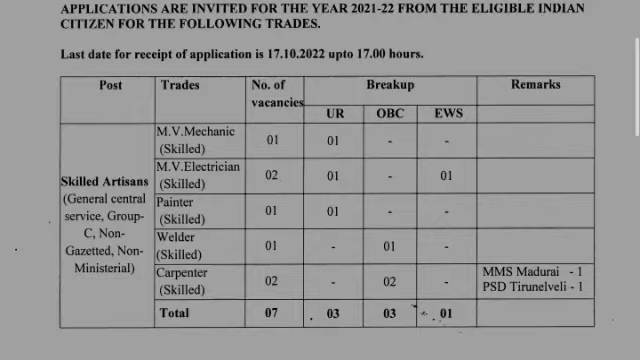 APPLICATIONS ARE INVITED FOR THE YEAR 2021-22 FROM THE ELIGIBLE INDIAN
CITIZEN FOR THE FOLLOWING TRADES.
Last date for receipt of application is 17.10.2022 upto 17.00 hours.
Post Trades No. of vacancies Breakup Remarks
UR OBC EWS
Skilled Artisans
(General central
service, Group-
C, Non-
Gazetted, Non-
Ministerial)
M.V.Mechanic
(Skilled) 01 01 - -
M.V.Electrician
(Skilled) 02 01 - 01
Painter
(Skilled) 01 01 - -
Welder
(Skilled) 01 - 01 -
Carpenter
(Skilled) 02 - 02 - MMS Madurai - 1
PSD Tirunelveli - 1
Total 07 03 03 01